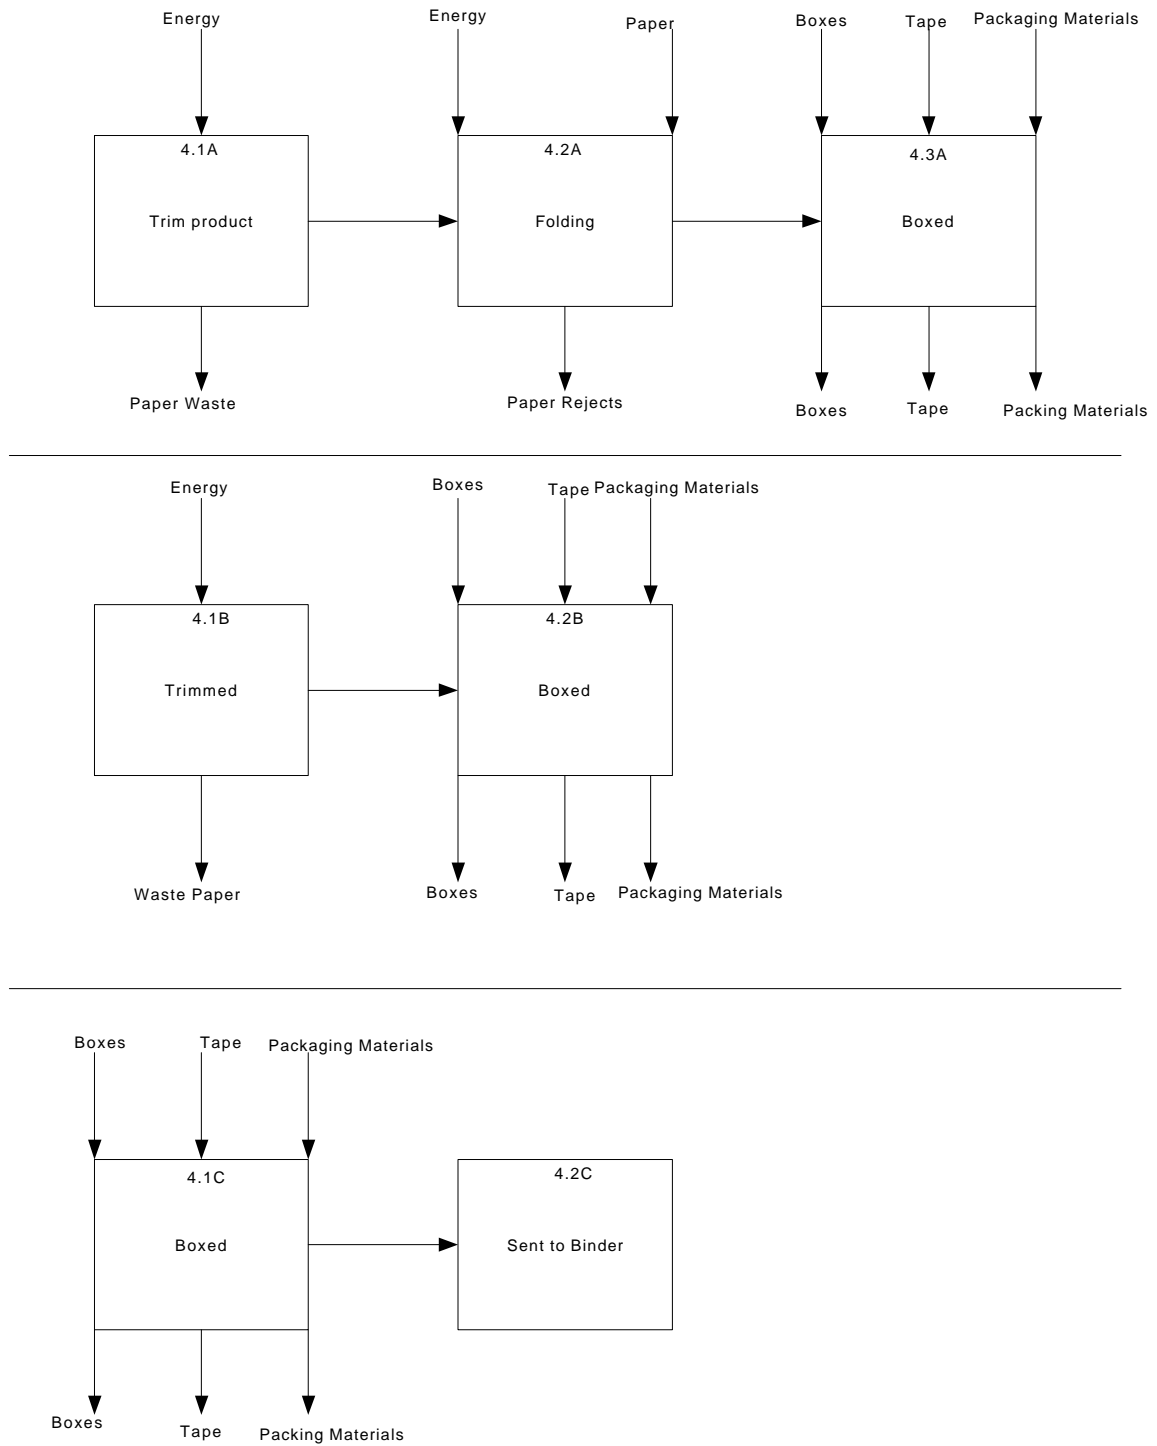 Energy
Energy
Paper
Boxes
Tape
Packaging Materials
4.1A
Trim product
4.2A
Folding
4.3A
Boxed
Paper Waste
Paper Rejects
Boxes
Tape
Packing Materials
Energy
Boxes
Tape
Packaging Materials
4.1B
Trimmed
4.2B
Boxed
Waste Paper
Boxes
Tape
Packaging Materials
Boxes
Tape
Packaging Materials
4.1C
Boxed
4.2C
Sent to Binder
Boxes
Tape
Packing Materials